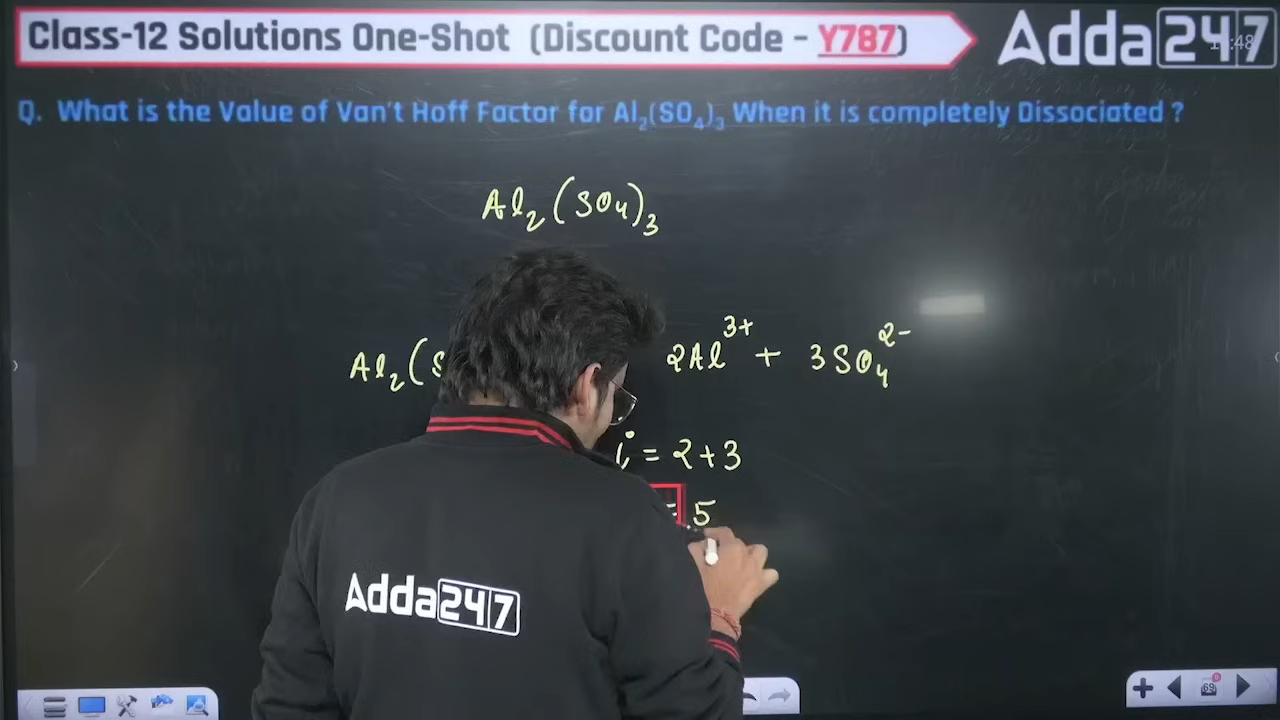 Class-12 Solutions One-Shot (Discount Code - Y787)
Adda247
Q. What is the Value of Van't Hoff Factor for Al₂(SO₄)₃ When it is completely Dissociated ?
Al₂(SO₄)₃
Al₂(S 2Al³⁺ + 3SO₄²⁻
i = 2+3
= 5
Adda247
69